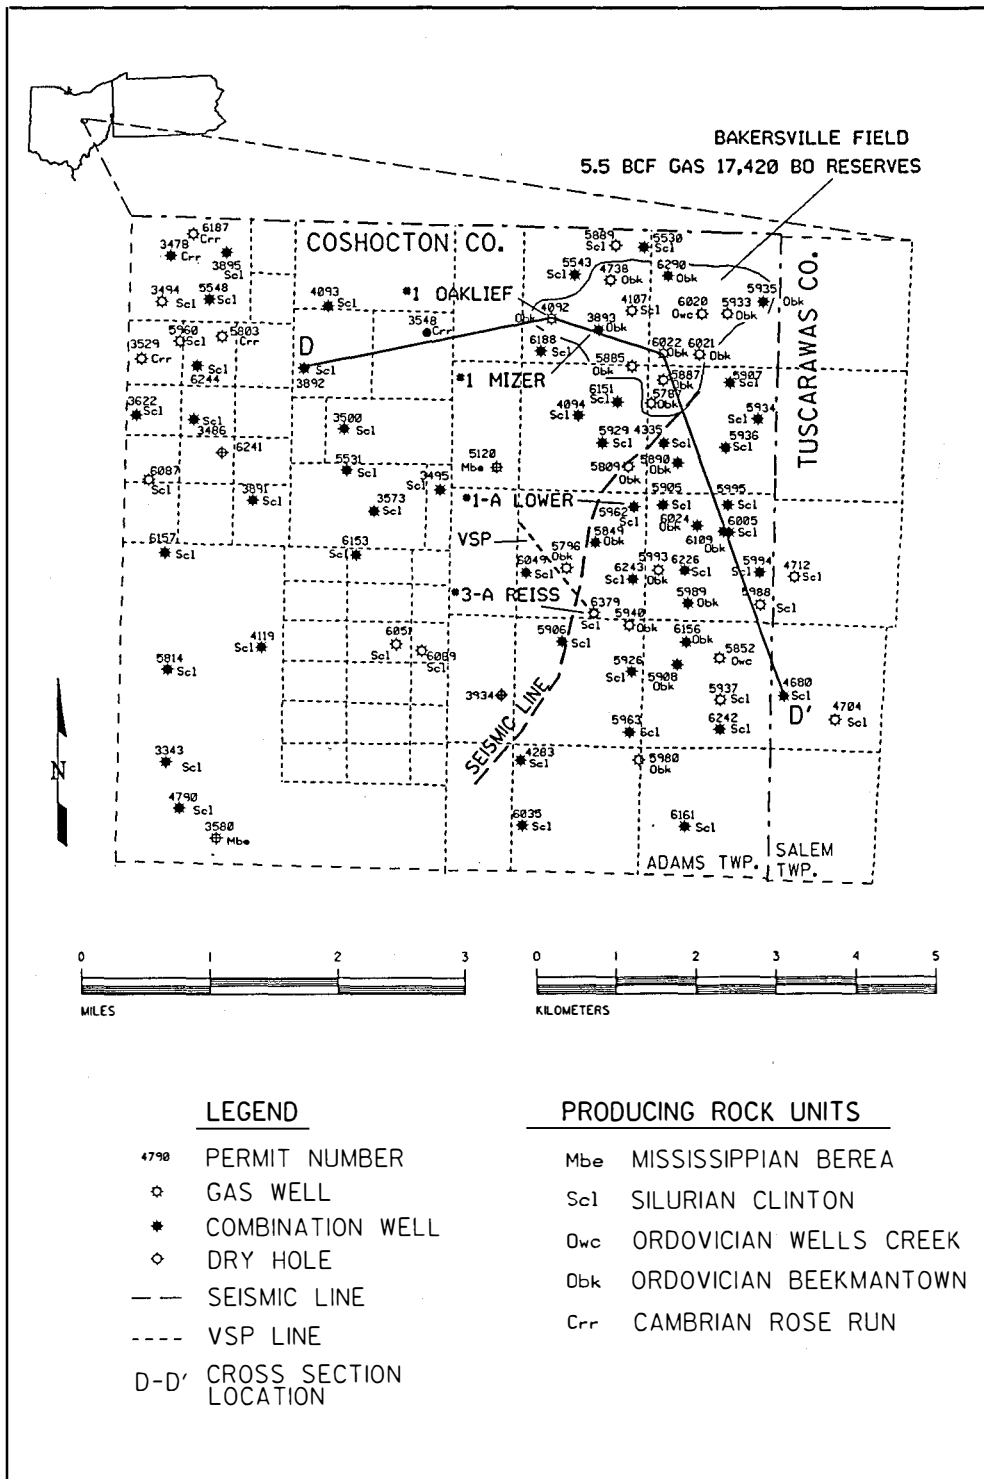 BAKERSVILLE FIELD
5.5 BCF GAS 17,420 BO RESERVES
COSHOCTON CO.
TUSCARAWAS CO.
6187
Crr
3478
Crr
3895
Scl
5548
Scl
3494
Scl
5960
Scl
5803
Crr
3529
Crr
6244
Scl
3622
Scl
3486
Scl
6241
6087
Scl
3891
Scl
6157
Scl
4093
Scl
3548
Crr
D
3892
Scl
3500
Scl
5531
Scl
3495
Scl
3573
Scl
6153
Scl
4119
Scl
6051
Scl
6089
Scl
5814
Scl
3343
Scl
4790
Scl
3580
Mbe
5889
Scl
5530
Scl
5543
Scl
4738
Obk
6290
Obk
5935
Obk
#1 OAKLIEF
4092
Obk
4107
Scl
6020
Owc
5933
Obk
3893
Obk
6188
Scl
6022
Obk
6021
Obk
#1 MIZER
5885
Obk
5887
Obk
5907
Scl
6151
Scl
5787
Obk
4094
Scl
5934
Scl
5929
Scl
4335
Scl
5936
Scl
5120
Mbe
5809
Obk
5890
Obk
#1-A LOWER
5962
Scl
5905
Scl
5995
Scl
6024
Obk
6005
Scl
6109
Obk
VSP
5849
Obk
5796
Obk
6049
Scl
6243
Scl
5993
Obk
6226
Scl
5994
Scl
4712
Scl
#3-A REISS
6379
Scl
5989
Obk
5988
Scl
5940
Obk
5906
Scl
6156
Obk
5926
Scl
5908
Obk
5852
Owc
3934
5937
Scl
4680
Scl
D'
4704
Scl
SEISMIC LINE
5963
Scl
6242
Scl
4283
Scl
5980
Obk
6035
Scl
6161
Scl
ADAMS TWP.
SALEM
TWP.
N
0 1 2 3
MILES
0 1 2 3 4 5
KILOMETERS
LEGEND
4790 PERMIT NUMBER
GAS WELL
COMBINATION WELL
DRY HOLE
SEISMIC LINE
VSP LINE
D-D' CROSS SECTION
LOCATION
PRODUCING ROCK UNITS
Mbe MISSISSIPPIAN BEREA
Scl SILURIAN CLINTON
Owc ORDOVICIAN WELLS CREEK
Obk ORDOVICIAN BEEKMANTOWN
Crr CAMBRIAN ROSE RUN